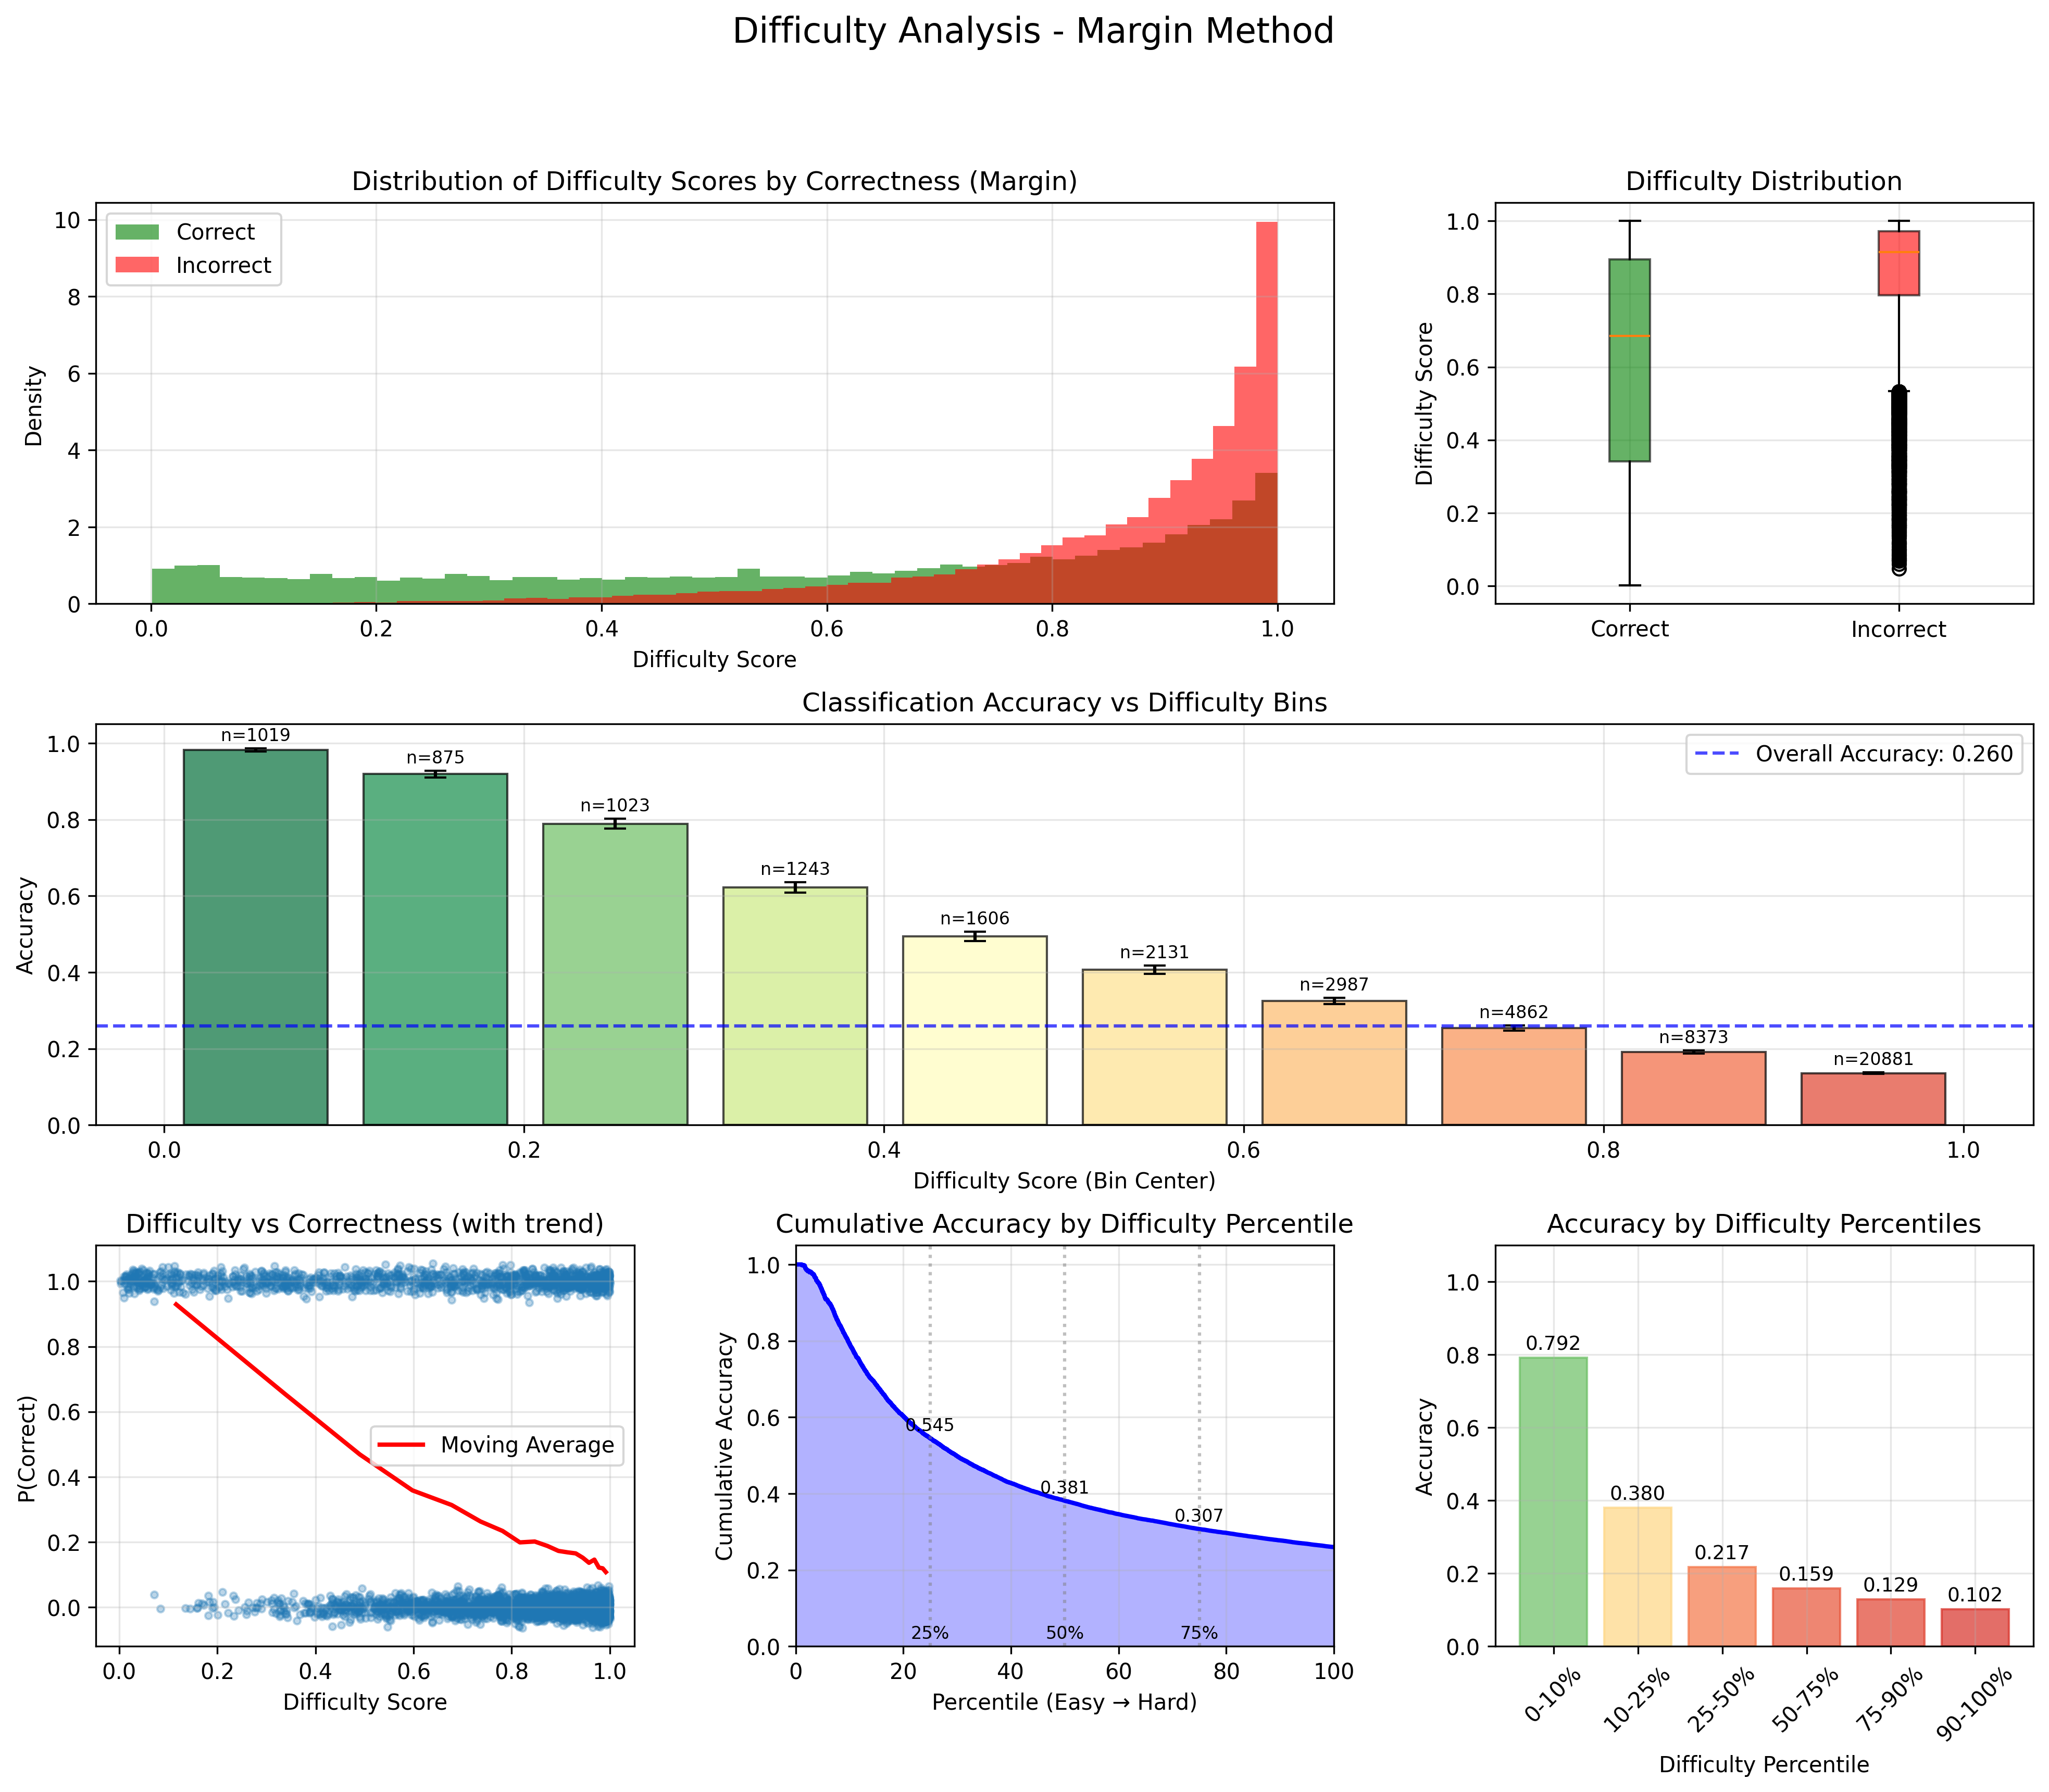 Difficulty Analysis - Margin Method
Distribution of Difficulty Scores by Correctness (Margin)
Density
10
8
6
4
2
0
Correct
Incorrect
0.0 0.2 0.4 0.6 0.8 1.0
Difficulty Score
Difficulty Distribution
Difficulty Score
1.0
0.8
0.6
0.4
0.2
0.0
Correct Incorrect
Classification Accuracy vs Difficulty Bins
Accuracy
1.0
0.8
0.6
0.4
0.2
0.0
n=1019
n=875
n=1023
n=1243
n=1606
n=2131
n=2987
n=4862
n=8373
n=20881
Overall Accuracy: 0.260
0.0 0.2 0.4 0.6 0.8 1.0
Difficulty Score (Bin Center)
Difficulty vs Correctness (with trend)
P(Correct)
1.0
0.8
0.6
0.4
0.2
0.0
Moving Average
0.0 0.2 0.4 0.6 0.8 1.0
Difficulty Score
Cumulative Accuracy by Difficulty Percentile
Cumulative Accuracy
1.0
0.8
0.6
0.4
0.2
0.0
0.545
0.381
0.307
25% 50% 75%
0 20 40 60 80 100
Percentile (Easy → Hard)
Accuracy by Difficulty Percentiles
Accuracy
1.0
0.8
0.6
0.4
0.2
0.0
0.792
0.380
0.217
0.159
0.129
0.102
0-10% 10-25% 25-50% 50-75% 75-90% 90-100%
Difficulty Percentile